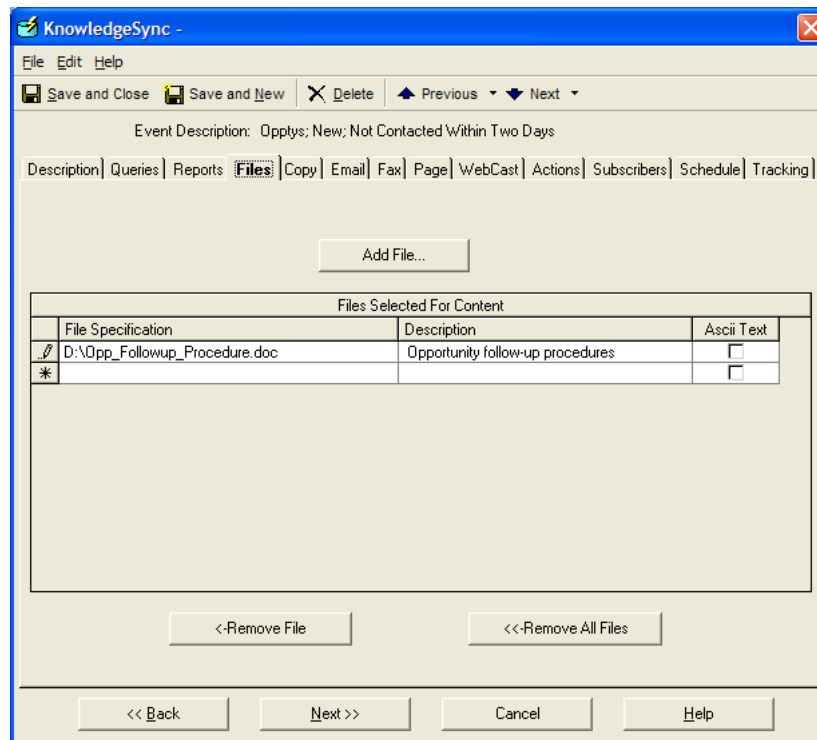 KnowledgeSync -
File Edit Help
Save and Close Save and New Delete Previous Next
Event Description: Opptys; New; Not Contacted Within Two Days
Description Queries Reports Files Copy Email Fax Page WebCast Actions Subscribers Schedule Tracking
Add File...
Files Selected For Content
File Specification Description Ascii Text
D:\Opp_Followup_Procedure.doc Opportunity follow-up procedures
<-Remove File <<-Remove All Files
<< Back Next >> Cancel Help